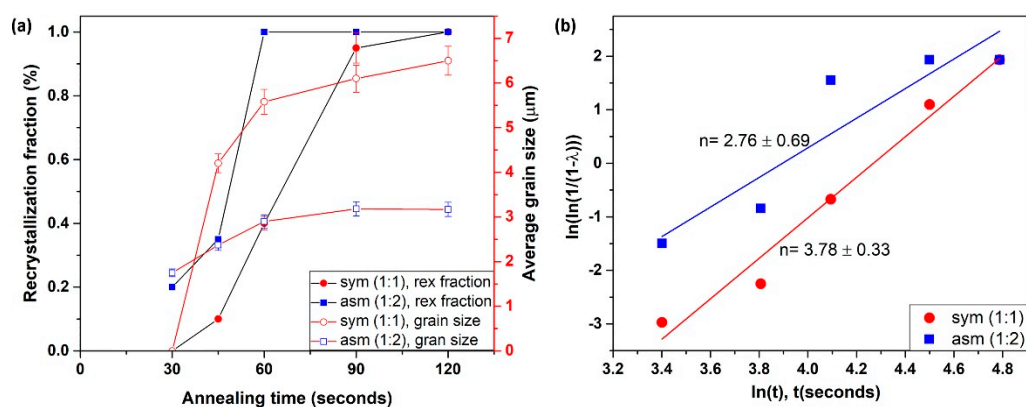 (a)
Recrystallization fraction (%)
1.0
0.8
0.6
0.4
0.2
0.0
0 30 60 90 120
Annealing time (seconds)
7
6
5
4
3
2
1
0
Average grain size (μm)
sym (1:1), rex fraction
asm (1:2), rex fraction
sym (1:1), grain size
asm (1:2), gran size
(b)
ln(ln(1/(1-λ)))
2
1
0
-1
-2
-3
3.2 3.4 3.6 3.8 4.0 4.2 4.4 4.6 4.8
ln(t), t(seconds)
n= 2.76 ± 0.69
n= 3.78 ± 0.33
sym (1:1)
asm (1:2)